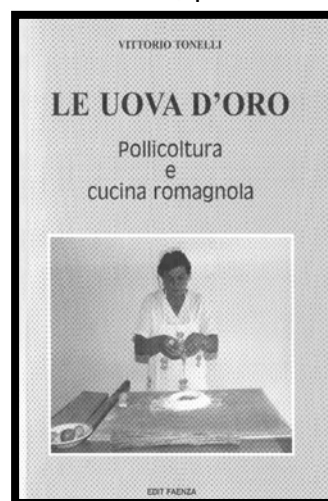 VITTORIO TONELLI
LE UOVA D'ORO
Pollicoltura
e
cucina romagnola
EDIT FAENZA